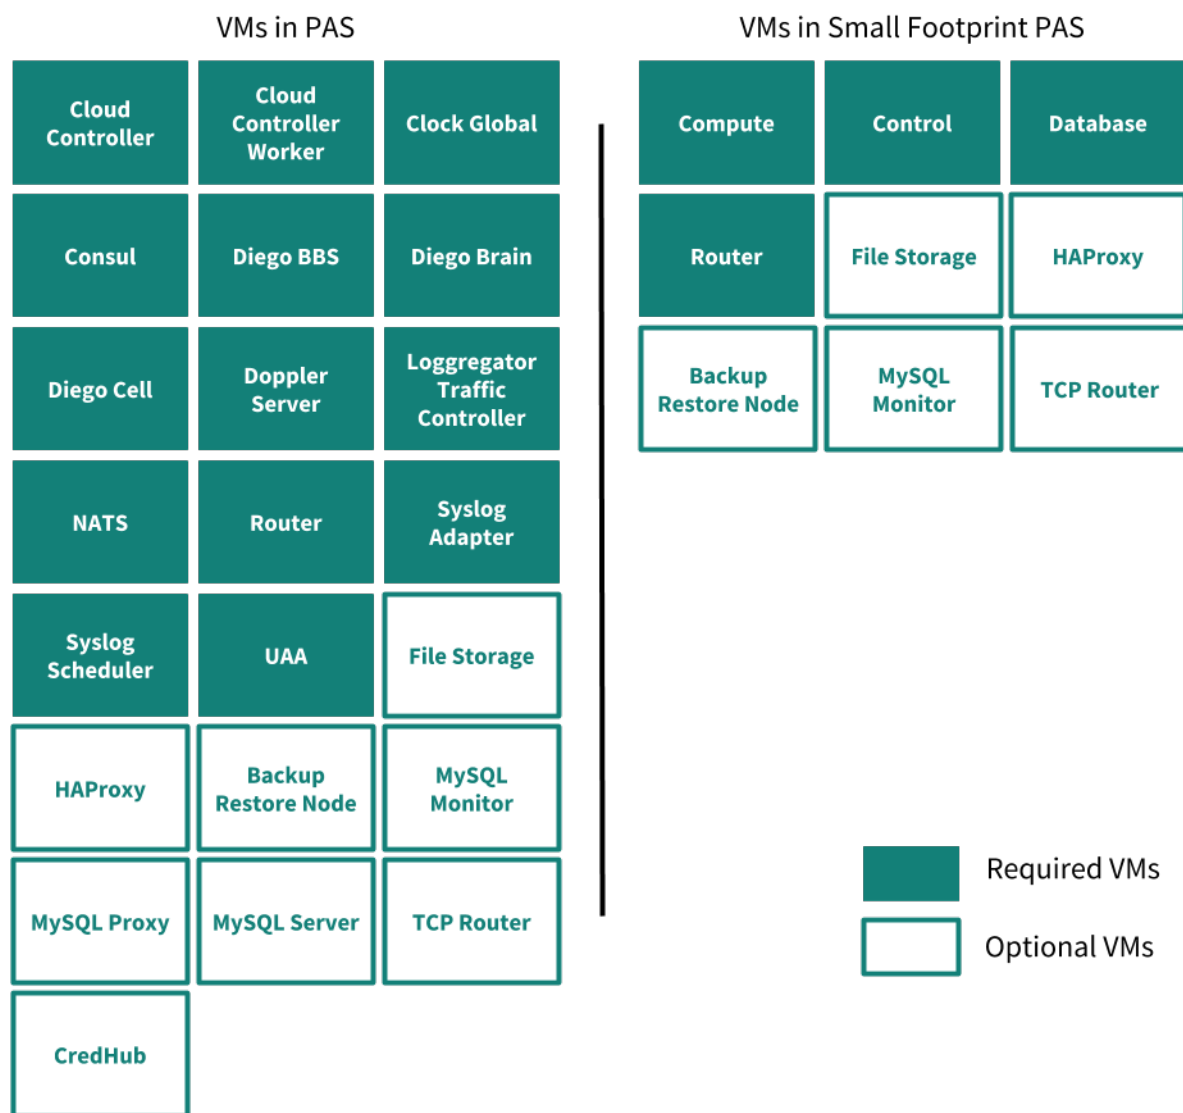 VMs in PAS
Cloud
Controller
Cloud
Controller
Worker
Clock Global
Consul
Diego BBS
Diego Brain
Diego Cell
Doppler
Server
Loggregator
Traffic
Controller
NATS
Router
Syslog
Adapter
Syslog
Scheduler
UAA
File Storage
HAProxy
Backup
Restore Node
MySQL
Monitor
MySQL Proxy
MySQL Server
TCP Router
CredHub
VMs in Small Footprint PAS
Compute
Control
Database
Router
File Storage
HAProxy
Backup
Restore Node
MySQL
Monitor
TCP Router
Required VMs
Optional VMs